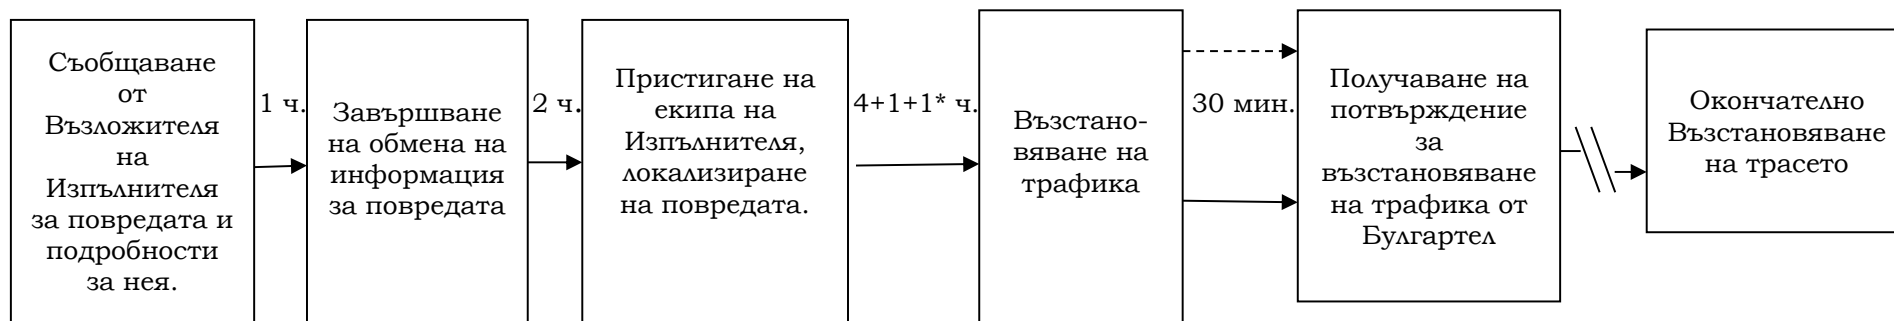 Съобщаване
от
Възложителя
на
Изпълнителя
за повредата и
подробности
за нея.
1 ч.
Завършване
на обмена на
информация
за повредата
2 ч.
Пристигане на
екипа на
Изпълнителя,
локализиране
на повредата.
4+1+1* ч.
Възстано-
вяване на
трафика
30 мин.
Получаване на
потвърждение
за
възстановяване
на трафика от
Булгартел
Окончателно
Възстановяване
на трасето